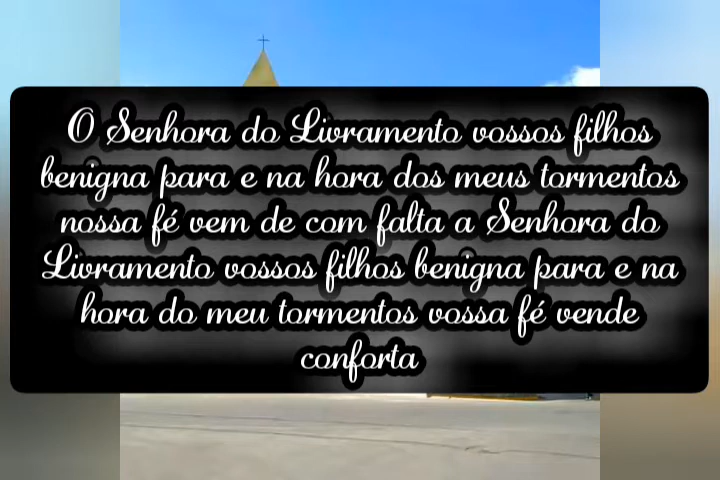 O Senhora do Livramento vossos filhos
benigna para e na hora dos meus tormentos
nossa fé vem de com falta a Senhora do
Livramento vossos filhos benigna para e na
hora do meu tormentos vossa fé vende
conforta